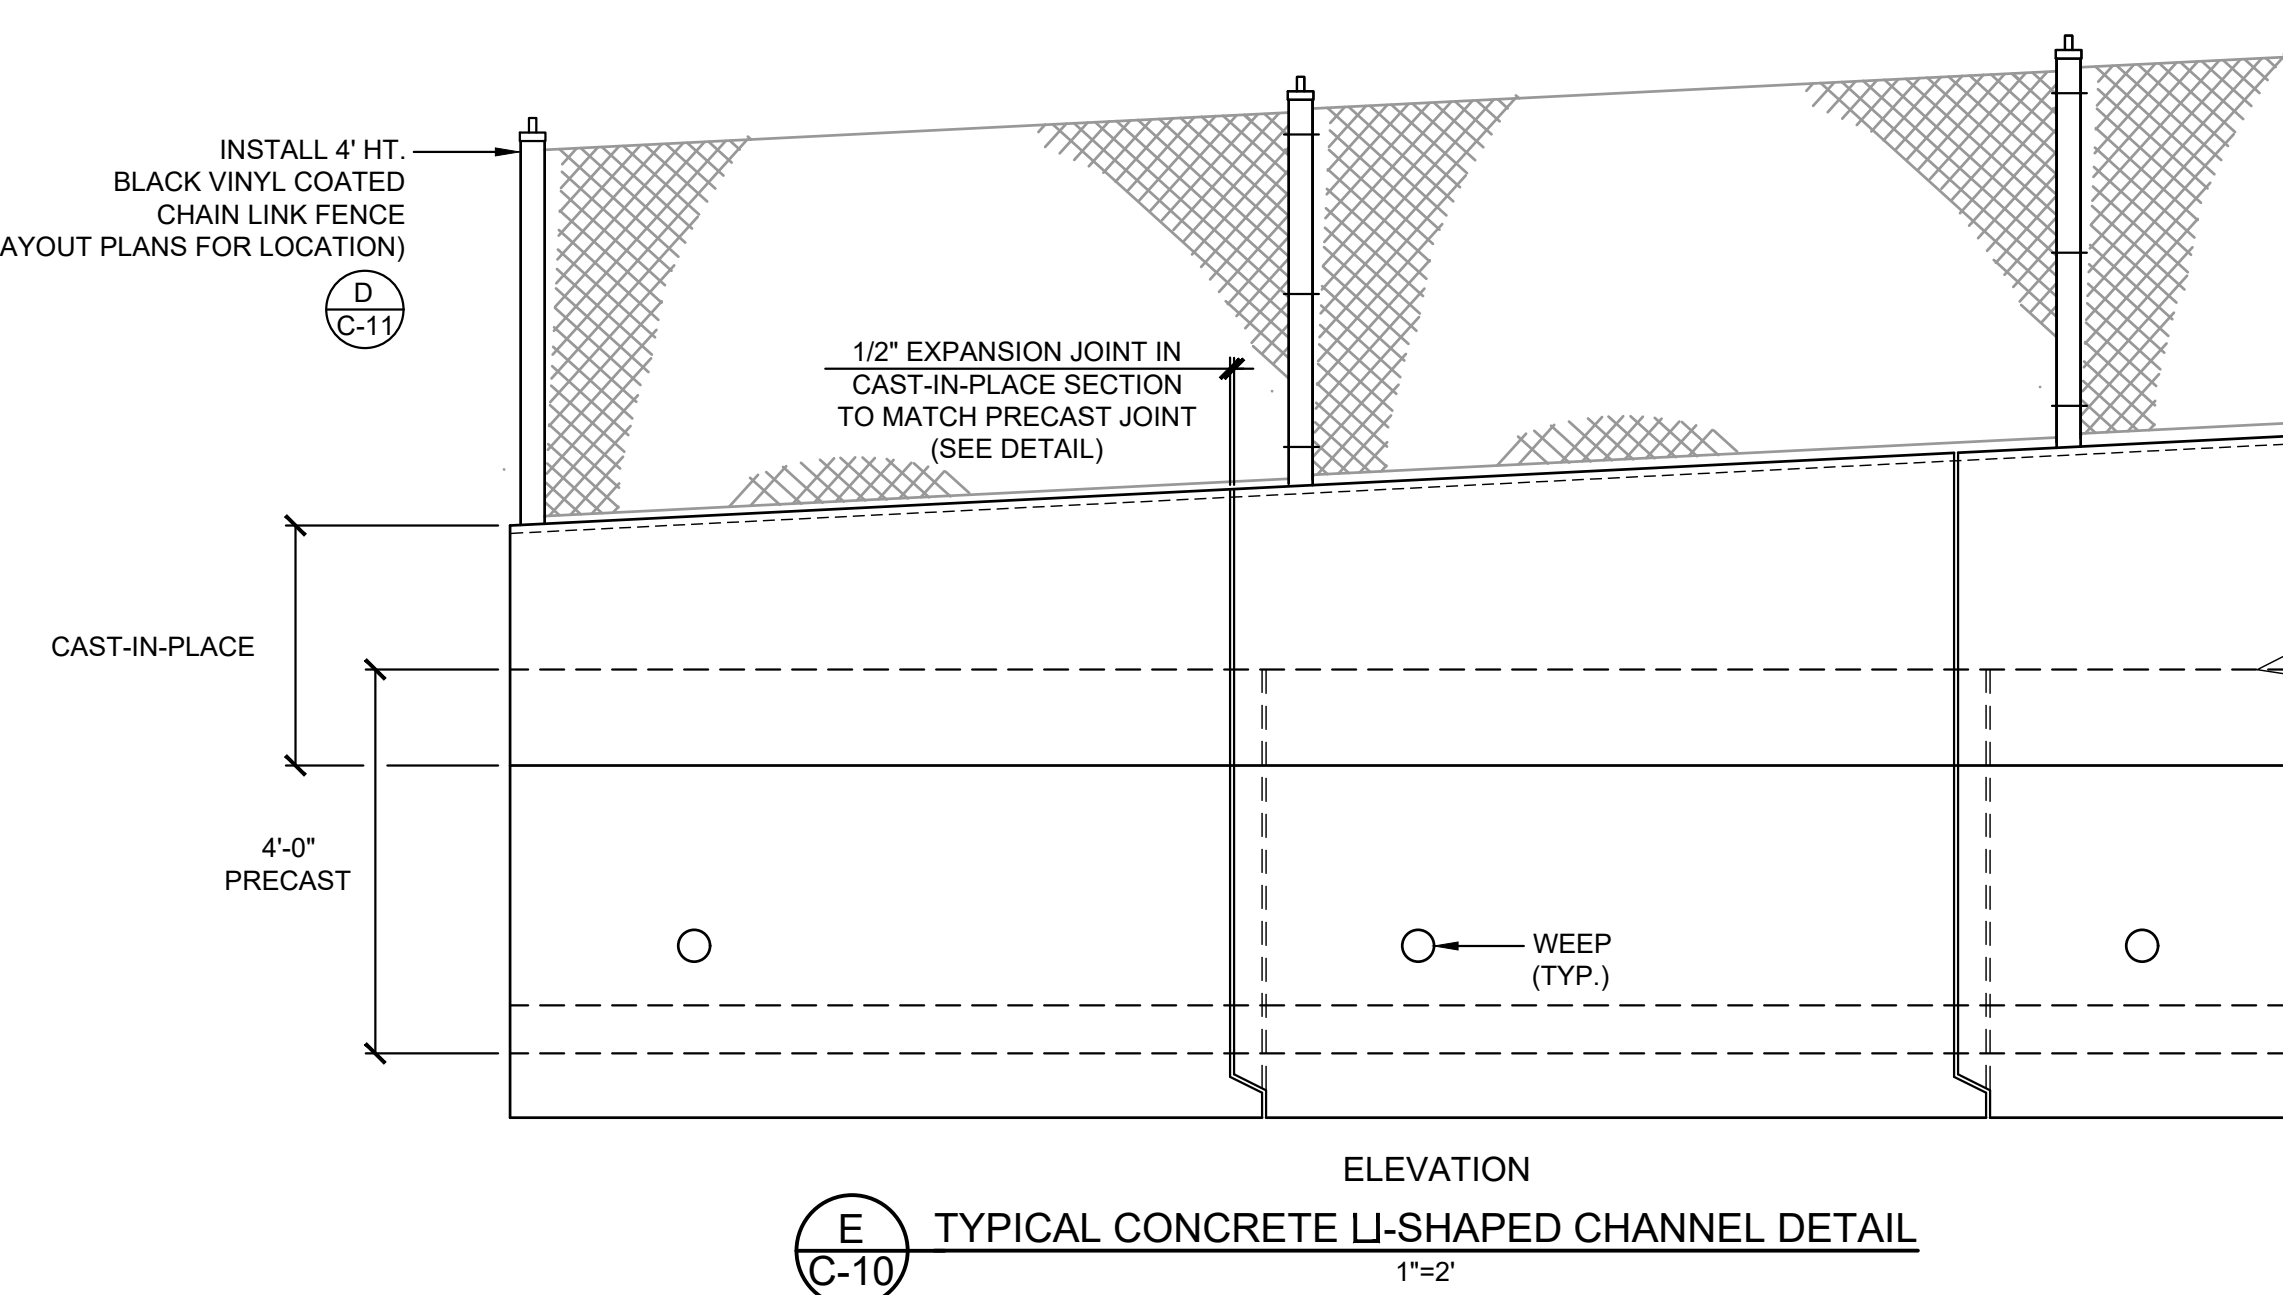 INSTALL 4' HT.
BLACK VINYL COATED
CHAIN LINK FENCE
AYOUT PLANS FOR LOCATION)
D
C-11
1/2" EXPANSION JOINT IN
CAST-IN-PLACE SECTION
TO MATCH PRECAST JOINT
(SEE DETAIL)
CAST-IN-PLACE
4'-0"
PRECAST
WEEP
(TYP.)
ELEVATION
E
C-10
TYPICAL CONCRETE ⊔-SHAPED CHANNEL DETAIL
1"=2'